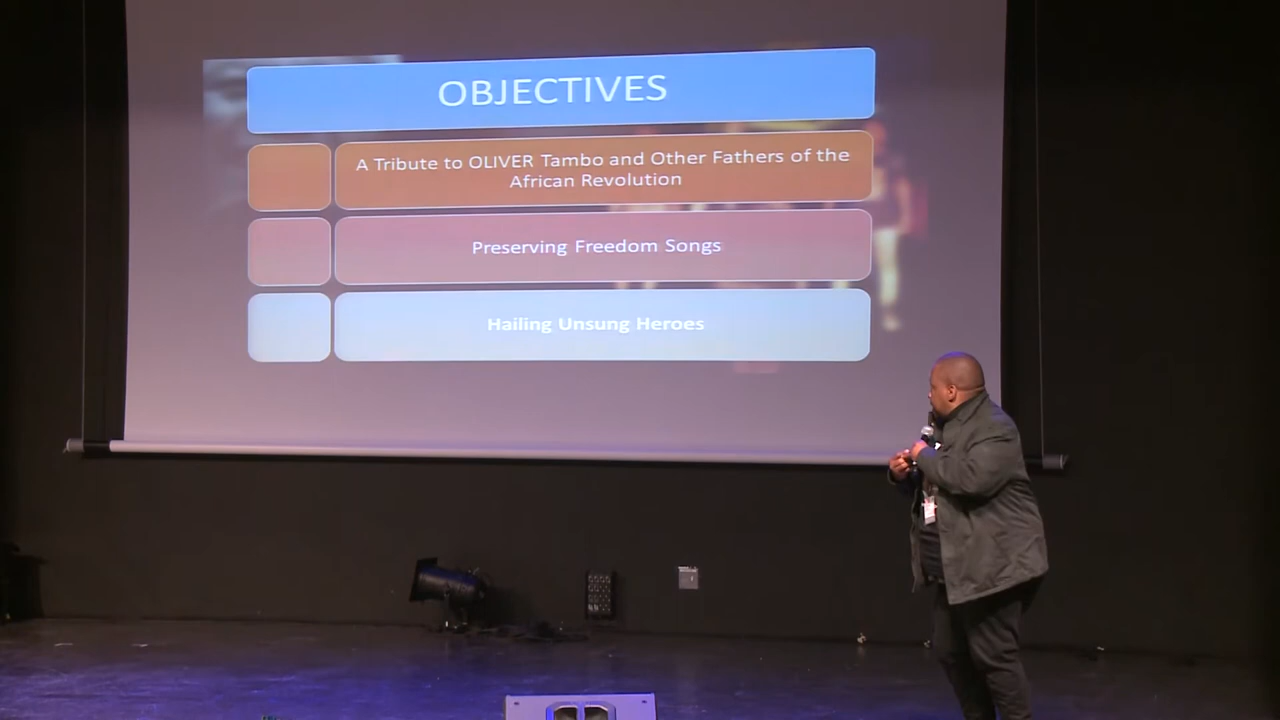 OBJECTIVES
A Tribute to OLIVER Tambo and Other Fathers of the
African Revolution
Preserving Freedom Songs
Hailing Unsung Heroes